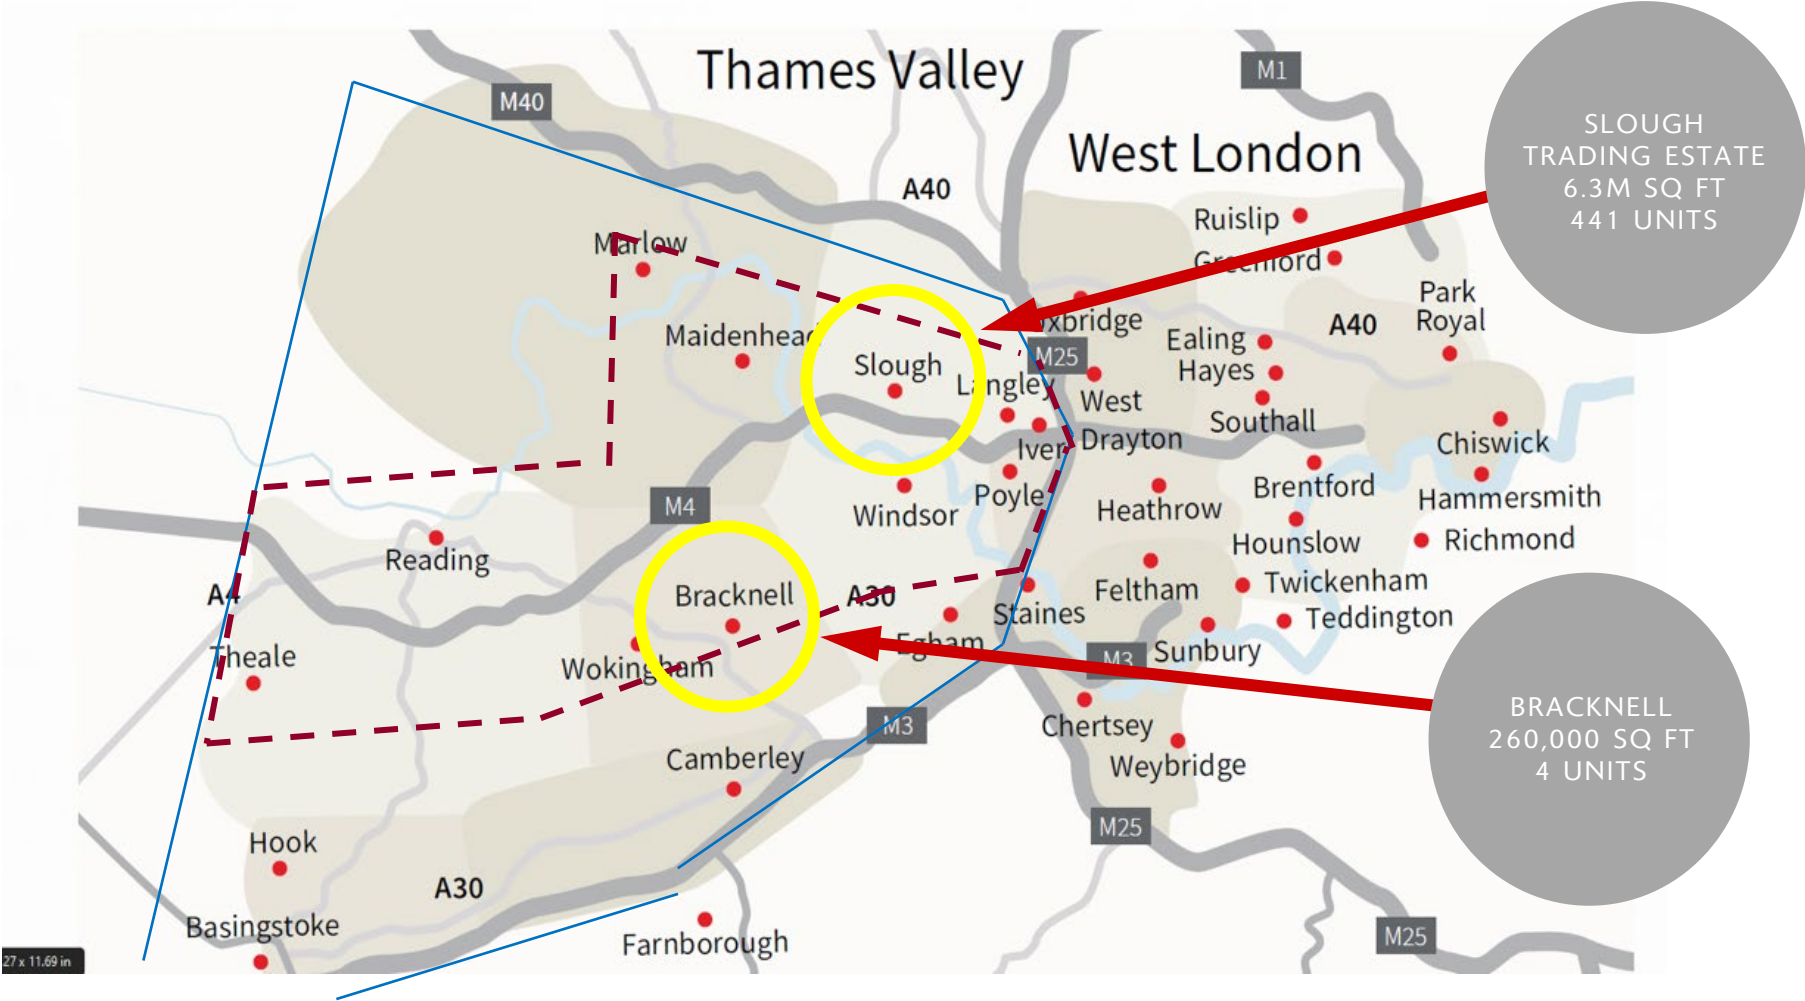 Thames Valley
West London
M40
M1
A40
SLOUGH
TRADING ESTATE
6.3M SQ FT
441 UNITS
Ruislip
Greenford
Marlow
Park
Royal
Uxbridge
A40
Maidenhead
Ealing
M25
Slough
Hayes
Langley
West
Drayton
Southall
Iver
Chiswick
M4
Poyle
Brentford
Hammersmith
Windsor
Heathrow
Reading
Hounslow
Richmond
A4
Bracknell
A30
Feltham
Twickenham
Staines
Teddington
Theale
Egham
Wokingham
M3
Sunbury
M3
Chertsey
BRACKNELL
260,000 SQ FT
4 UNITS
Camberley
Weybridge
M25
Hook
A30
Basingstoke
Farnborough
M25
27 x 11.69 in